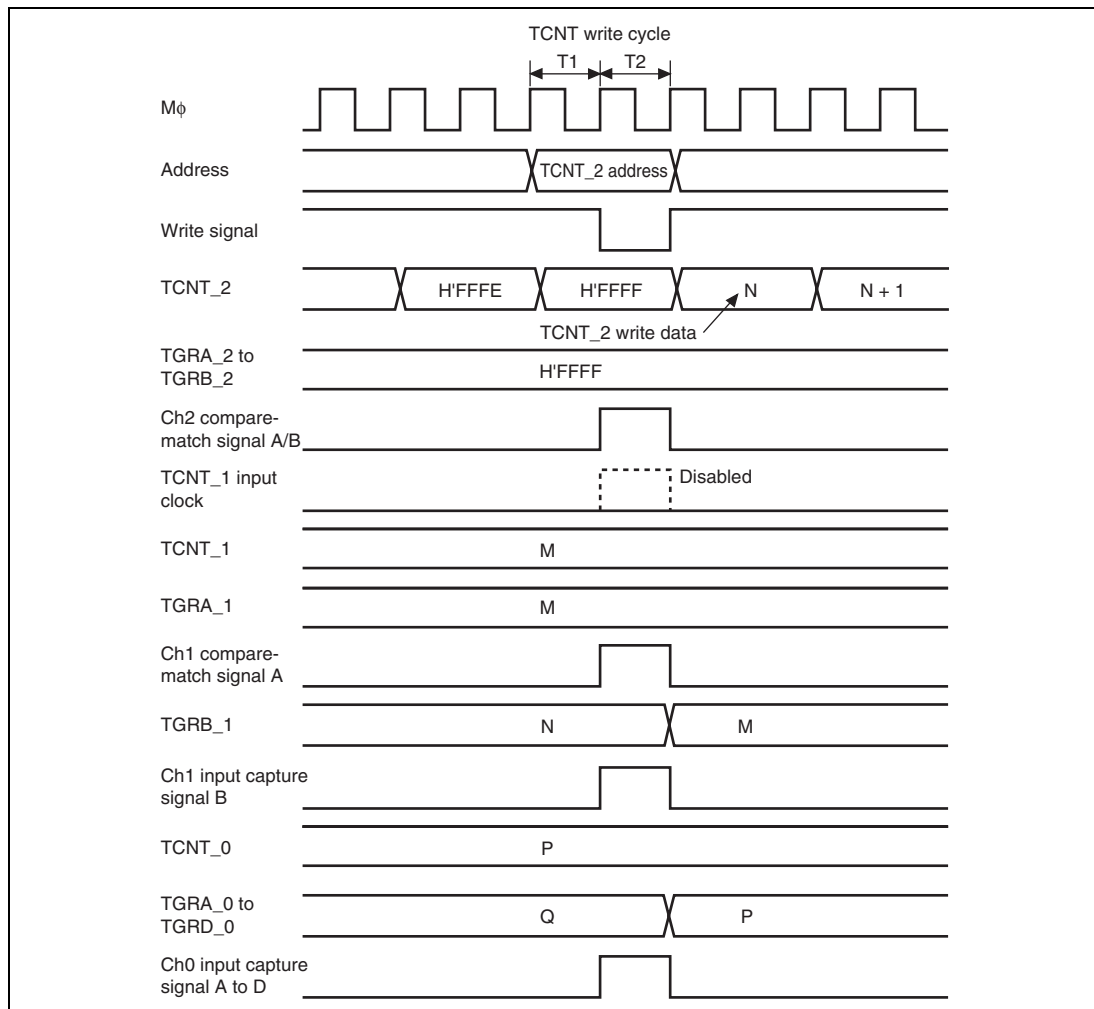 TCNT write cycle
T1 T2
Mϕ
Address TCNT_2 address
Write signal
TCNT_2 H'FFFE H'FFFF N N + 1
TCNT_2 write data
TGRA_2 to
TGRB_2
H'FFFF
Ch2 compare-
match signal A/B
TCNT_1 input
clock
Disabled
TCNT_1 M
TGRA_1 M
Ch1 compare-
match signal A
TGRB_1 N M
Ch1 input capture
signal B
TCNT_0 P
TGRA_0 to
TGRD_0
Q P
Ch0 input capture
signal A to D